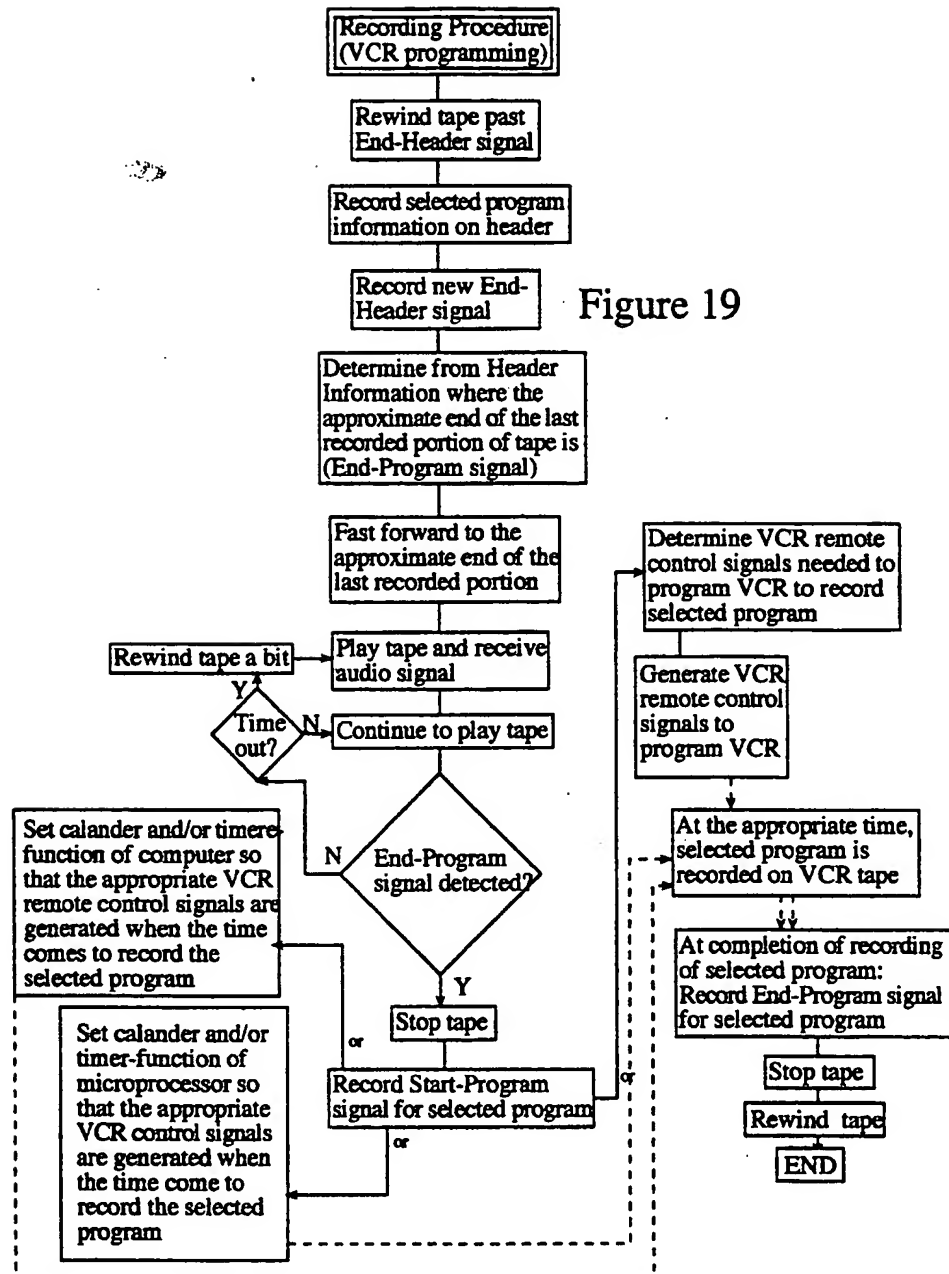 Recording Procedure
(VCR programming)
Rewind tape past
End-Header signal
Record selected program
information on header
Record new End-
Header signal
Figure 19
Determine from Header
Information where the
approximate end of the last
recorded portion of tape is
(End-Program signal)
Fast forward to the
approximate end of the
last recorded portion
Rewind tape a bit
Play tape and receive
audio signal
Y
Time
out?
N
Continue to play tape
End-Program
signal detected?
N
Y
Stop tape
Record Start-Program
signal for selected program
or
Set calander and/or timere-
function of computer so
that the appropriate VCR
remote control signals are
generated when the time
comes to record the
selected program
or
Set calander and/or
timer-function of
microprocessor so
that the appropriate
VCR control signals
are generated when
the time come to
record the selected
program
or
Determine VCR remote
control signals needed to
program VCR to record
selected program
Generate VCR
remote control
signals to
program VCR
At the appropriate time,
selected program is
recorded on VCR tape
At completion of recording
of selected program:
Record End-Program signal
for selected program
Stop tape
Rewind tape
END